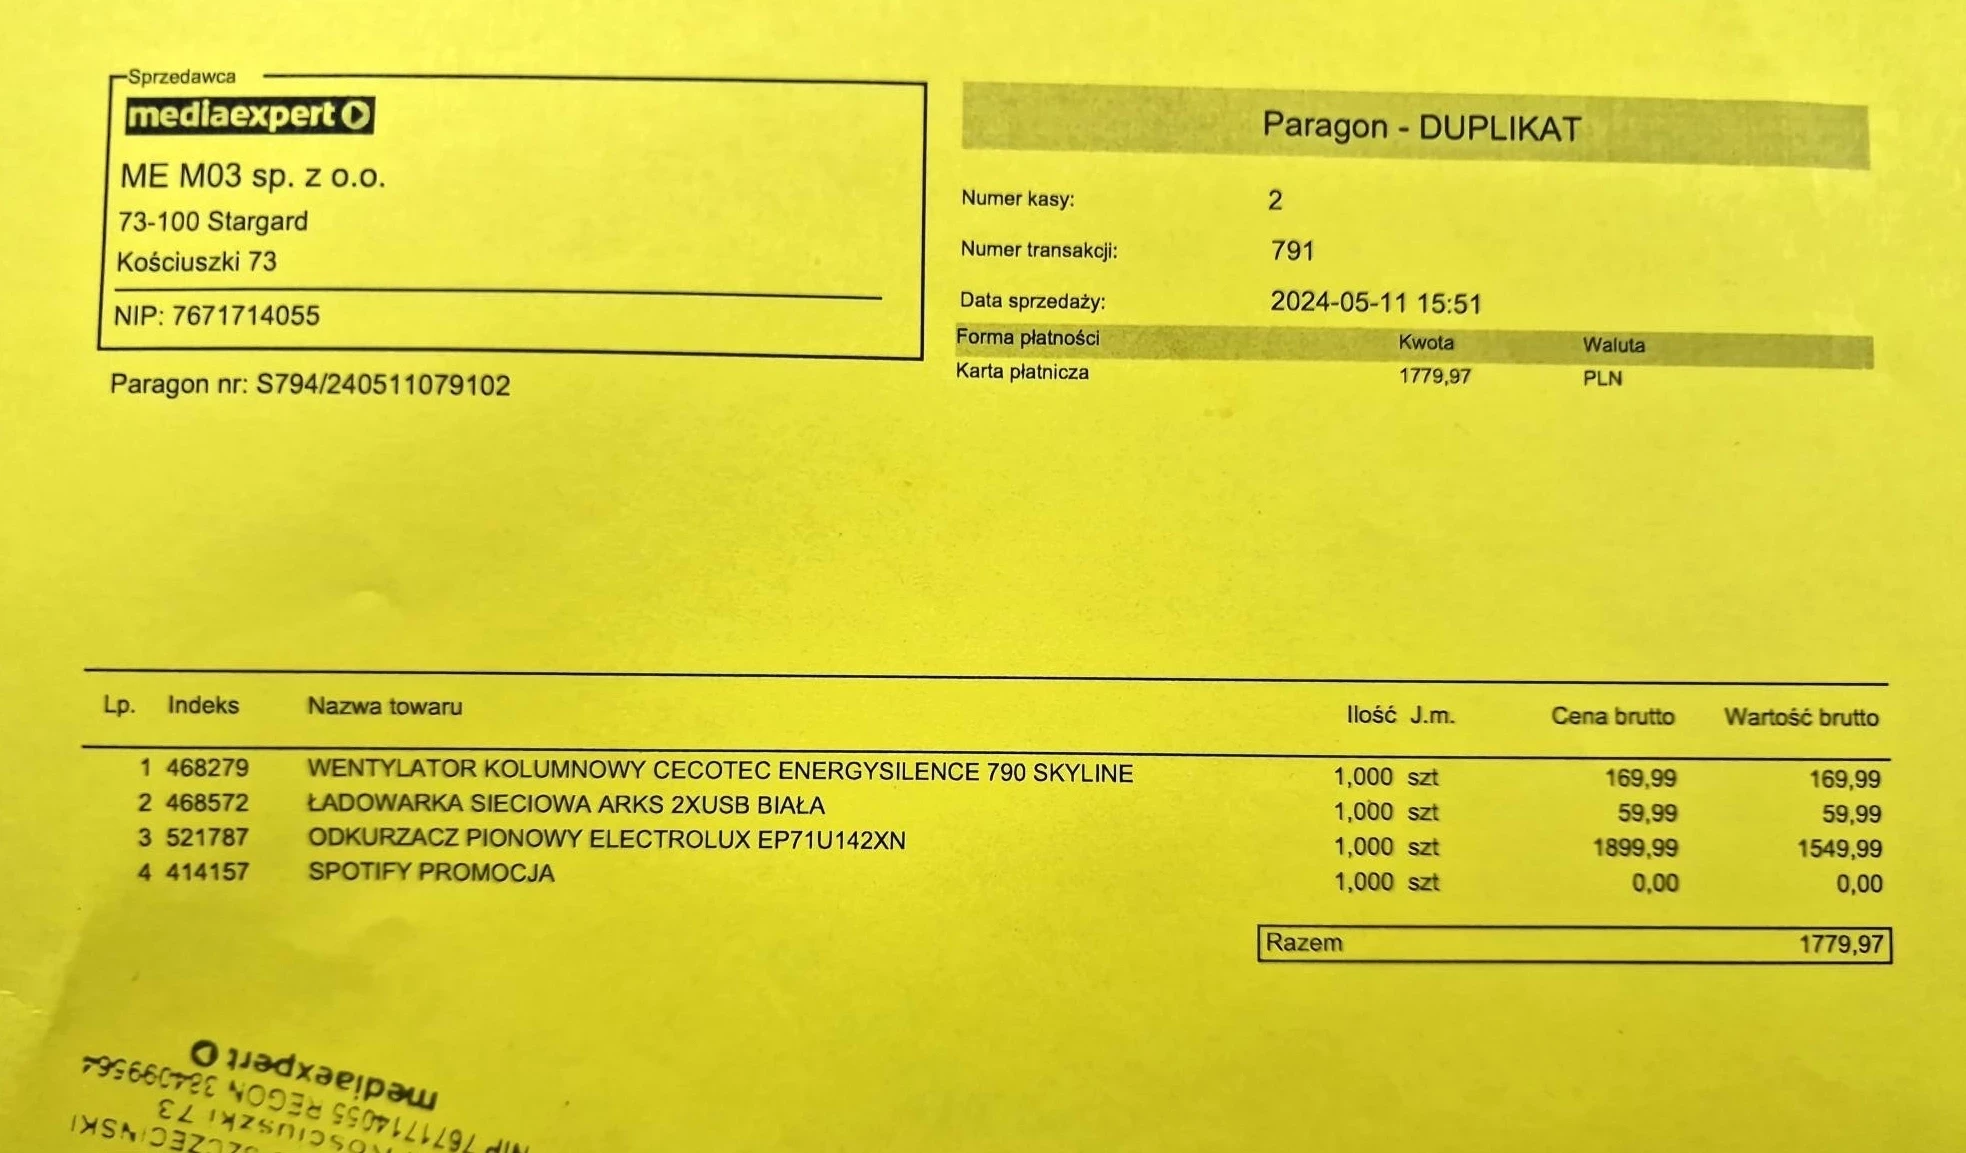 Sprzedawca
mediaexpert
ME M03 sp. z o.o.
73-100 Stargard
Kościuszki 73
NIP: 7671714055
Paragon nr: S794/240511079102
Paragon - DUPLIKAT
Numer kasy: 2
Numer transakcji: 791
Data sprzedaży: 2024-05-11 15:51
Forma płatności Kwota Waluta
Karta płatnicza 1779,97 PLN
Lp. Indeks Nazwa towaru Ilość J.m. Cena brutto Wartość brutto
1 468279 WENTYLATOR KOLUMNOWY CECOTEC ENERGYSILENCE 790 SKYLINE 1,000 szt 169,99 169,99
2 468572 ŁADOWARKA SIECIOWA ARKS 2XUSB BIAŁA 1,000 szt 59,99 59,99
3 521787 ODKURZACZ PIONOWY ELECTROLUX EP71U142XN 1,000 szt 1899,99 1549,99
4 414157 SPOTIFY PROMOCJA 1,000 szt 0,00 0,00
Razem 1779,97
mediaexpert
NIP 7671714055 REGON
KOŚCIUSZKI 73